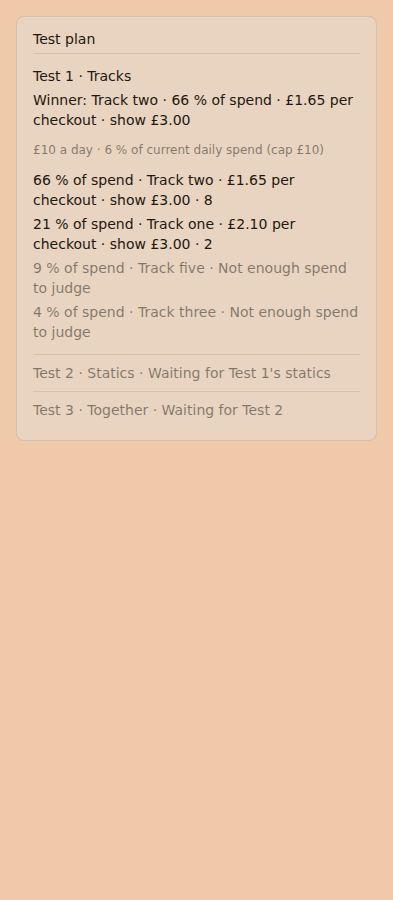 Test plan
Test 1 · Tracks
Winner: Track two · 66 % of spend · £1.65 per
checkout · show £3.00
£10 a day · 6 % of current daily spend (cap £10)
66 % of spend · Track two · £1.65 per
checkout · show £3.00 · 8
21 % of spend · Track one · £2.10 per
checkout · show £3.00 · 2
9 % of spend · Track five · Not enough spend
to judge
4 % of spend · Track three · Not enough spend
to judge
Test 2 · Statics · Waiting for Test 1's statics
Test 3 · Together · Waiting for Test 2